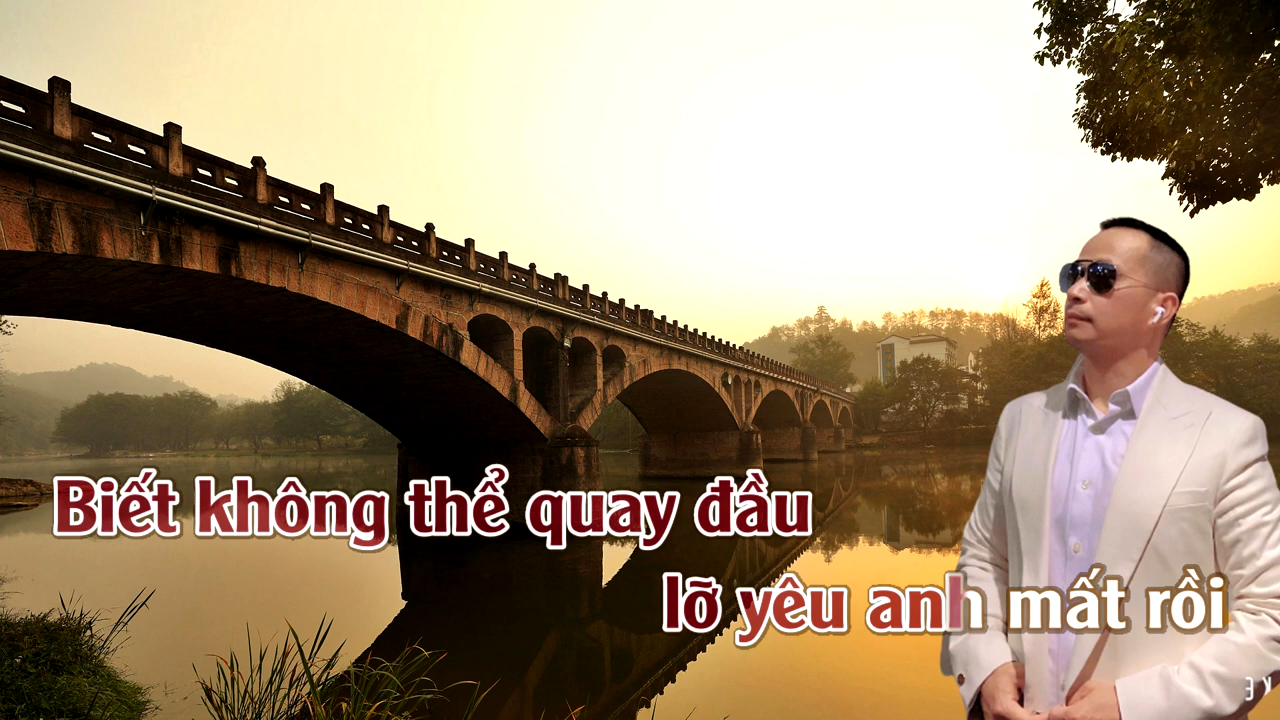 Biết không thể quay đầu
lỡ yêu anh mất rồi